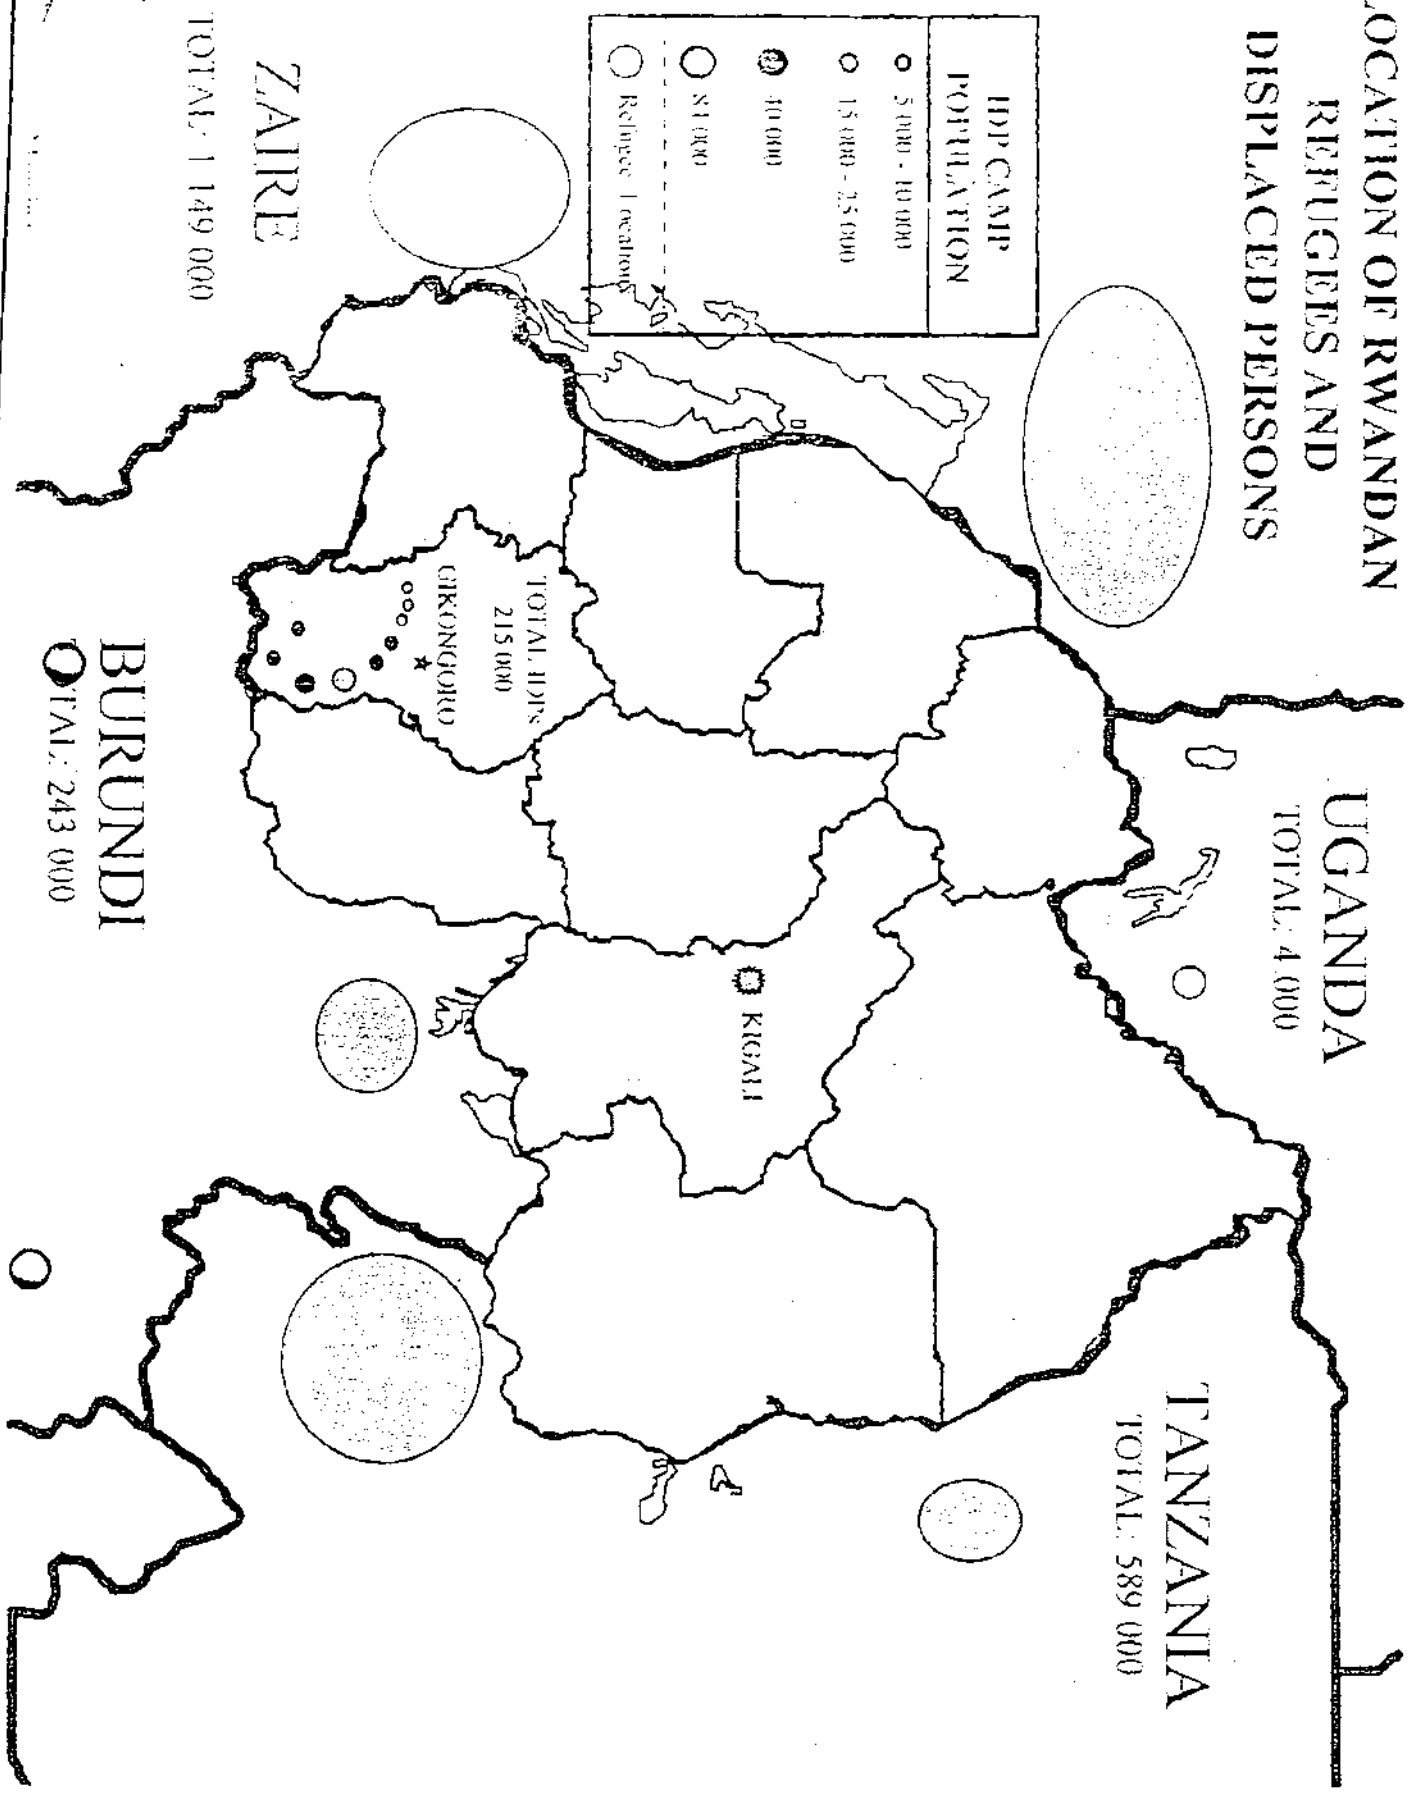 LOCATION OF RWANDAN
REFUGEES AND
DISPLACED PERSONS
IDP CAMP
POPULATION
5 000 - 10 000
15 000 - 25 000
40 000
84 000
Refugee Locations
UGANDA
TOTAL: 4 000
TANZANIA
TOTAL: 589 000
ZAIRE
TOTAL: 1 149 000
KIGALI
TOTAL IDP's
215 000
GIKONGORO
BURUNDI
TOTAL: 243 000